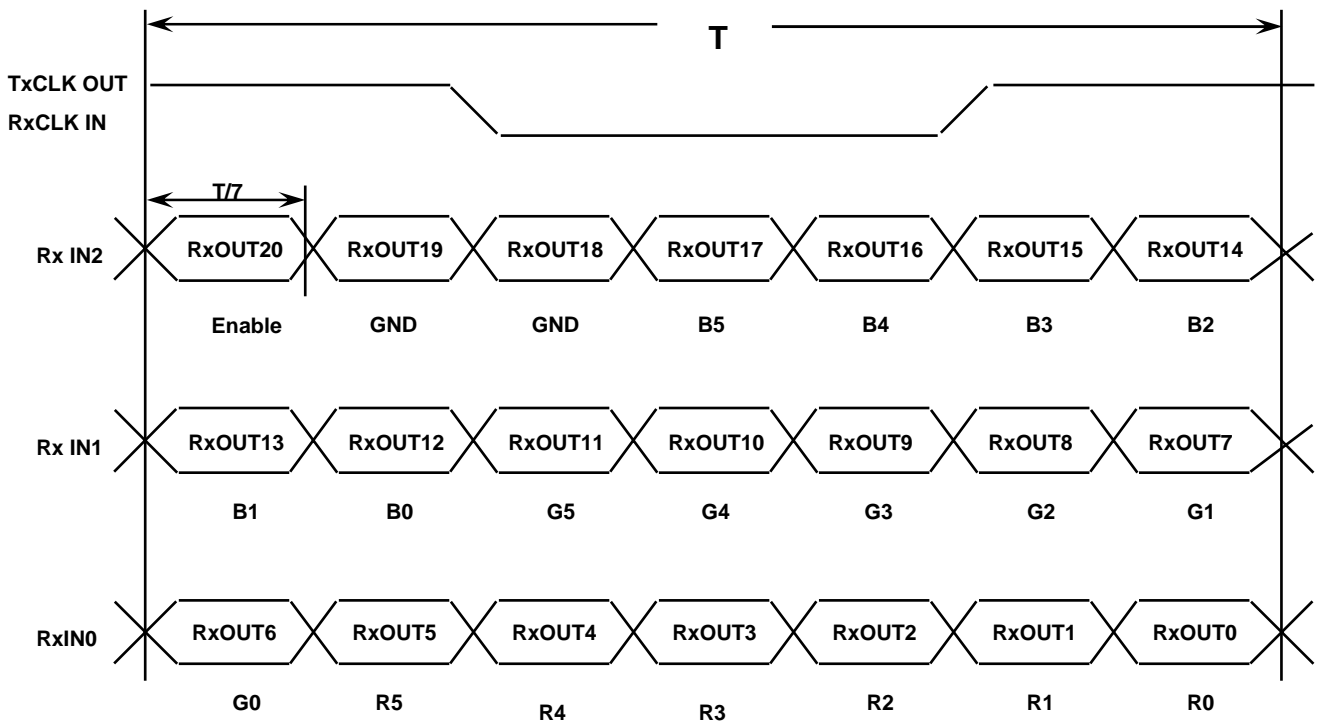 T
TxCLK OUT
RxCLK IN
T/7
Rx IN2 RxOUT20 RxOUT19 RxOUT18 RxOUT17 RxOUT16 RxOUT15 RxOUT14
Enable GND GND B5 B4 B3 B2
Rx IN1 RxOUT13 RxOUT12 RxOUT11 RxOUT10 RxOUT9 RxOUT8 RxOUT7
B1 B0 G5 G4 G3 G2 G1
RxIN0 RxOUT6 RxOUT5 RxOUT4 RxOUT3 RxOUT2 RxOUT1 RxOUT0
G0 R5 R4 R3 R2 R1 R0